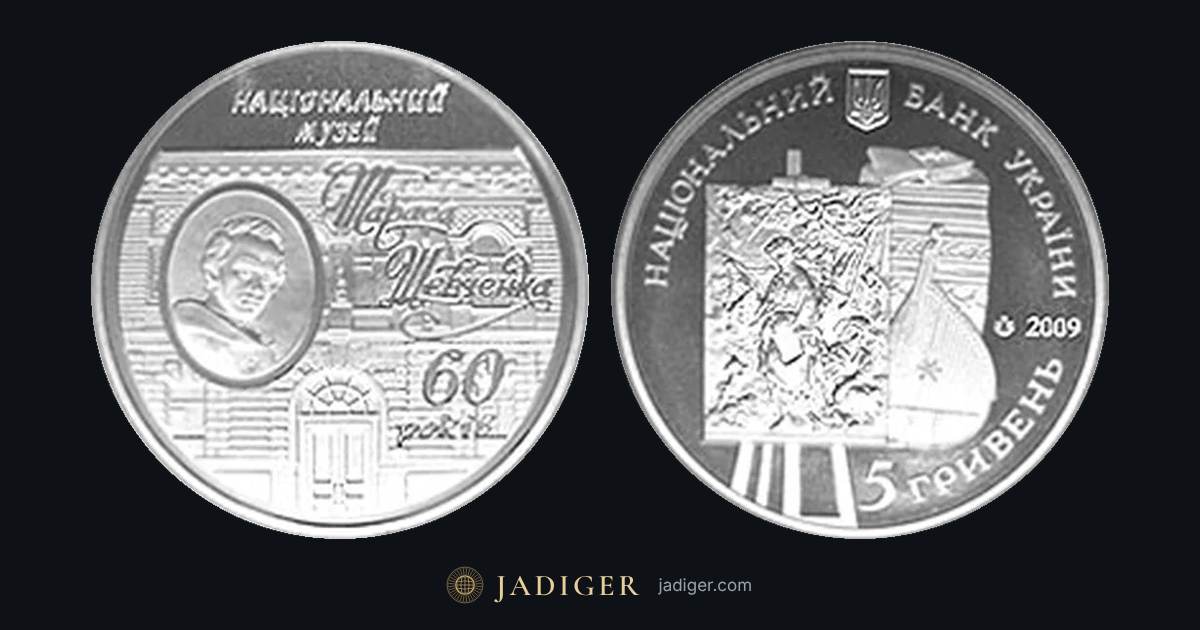 НАЦІОНАЛЬНИЙ
МУЗЕЙ
Тараса
Шевченка
60
років
НАЦІОНАЛЬНИЙ БАНК УКРАЇНИ
2009
5 ГРИВЕНЬ
JADIGER jadiger.com